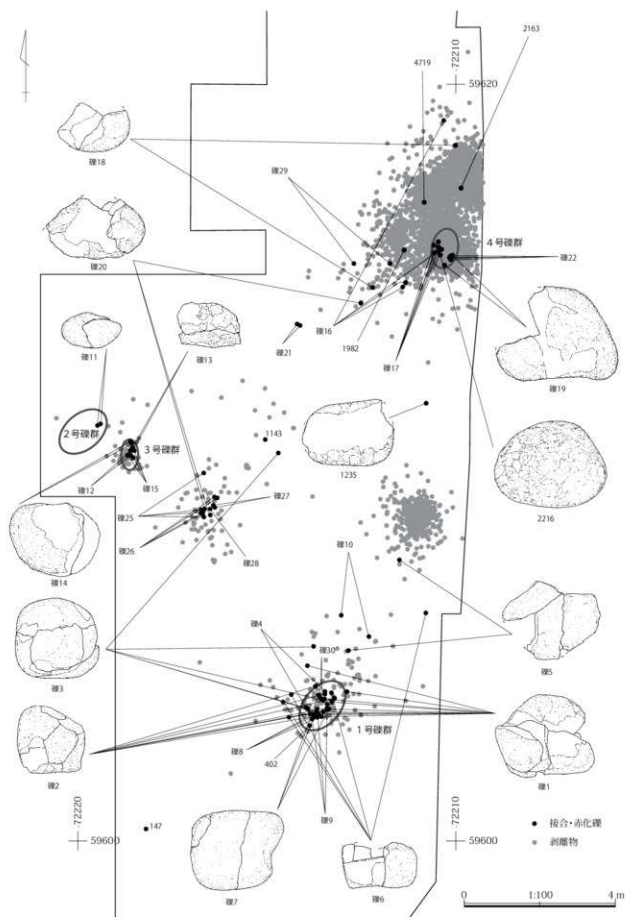 2163
72210
4719
59620
礫18
礫29
礫20
4号礫群
礫22
礫11
礫13
礫21
礫16
1982
礫17
礫19
2号礫群
3号礫群
1143
1235
礫12
礫15
礫27
礫25
2216
礫26
礫28
礫14
礫10
礫4
礫30
礫5
礫3
礫8
402
1号礫群
礫2
礫9
礫1
72220
147
59600
72210
59600
接合・赤化礫
剥離物
礫7
礫6
0
1:100
4 m